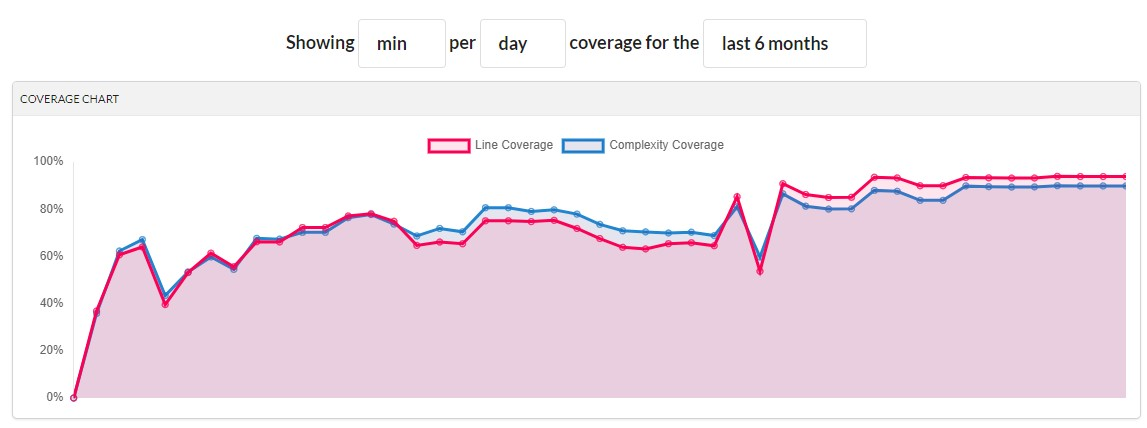 Showing min per day coverage for the last 6 months
COVERAGE CHART
Line Coverage Complexity Coverage
100%
80%
60%
40%
20%
0%